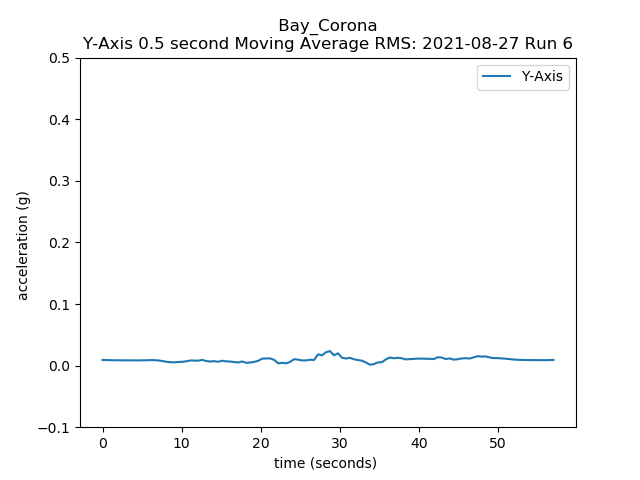 Bay_Corona
Y-Axis 0.5 second Moving Average RMS: 2021-08-27 Run 6
Y-Axis
0.5
0.4
0.3
0.2
0.1
0.0
−0.1
acceleration (g)
0 10 20 30 40 50
time (seconds)